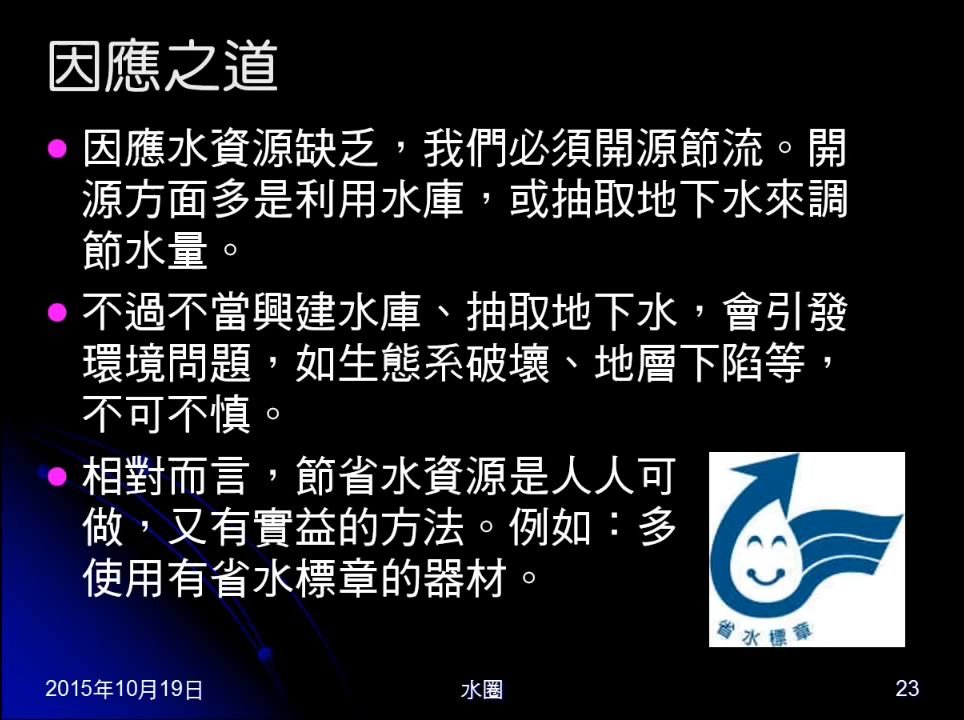 因應之道
因應水資源缺乏，我們必須開源節流。開
源方面多是利用水庫，或抽取地下水來調
節水量。
不過不當興建水庫、抽取地下水，會引發
環境問題，如生態系破壞、地層下陷等，
不可不慎。
相對而言，節省水資源是人人可
做，又有實益的方法。例如：多
使用有省水標章的器材。
省水標章
2015年10月19日
水圈
23